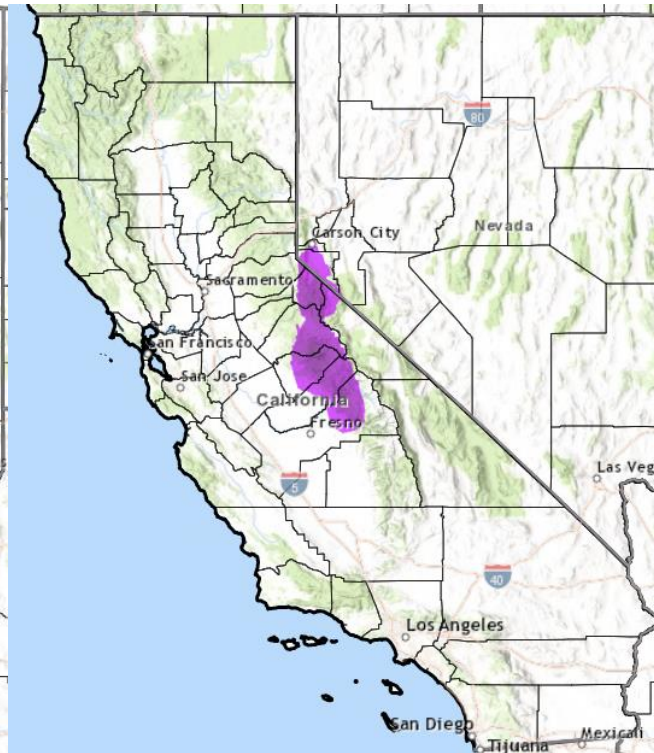 80
Nevada
Carson City
Sacramento
San Francisco
San Jose
California
Fresno
5
Las Veg
40
Los Angeles
San Diego
Tijuana
Mexicali